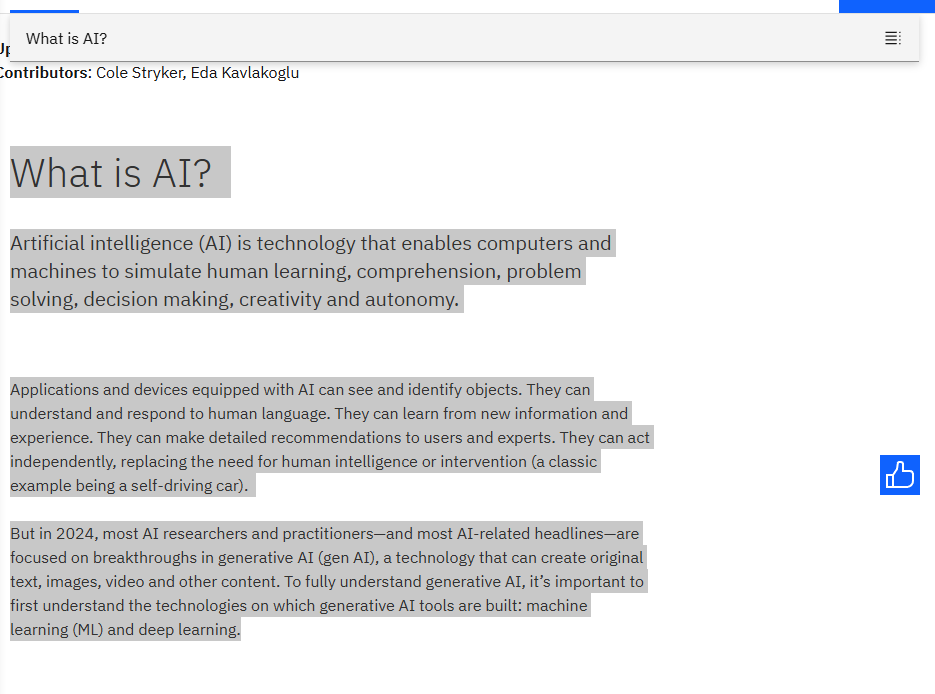 What is AI?
Contributors: Cole Stryker, Eda Kavlakoglu
What is AI?
Artificial intelligence (AI) is technology that enables computers and
machines to simulate human learning, comprehension, problem
solving, decision making, creativity and autonomy.
Applications and devices equipped with AI can see and identify objects. They can
understand and respond to human language. They can learn from new information and
experience. They can make detailed recommendations to users and experts. They can act
independently, replacing the need for human intelligence or intervention (a classic
example being a self-driving car).
But in 2024, most AI researchers and practitioners—and most AI-related headlines—are
focused on breakthroughs in generative AI (gen AI), a technology that can create original
text, images, video and other content. To fully understand generative AI, it’s important to
first understand the technologies on which generative AI tools are built: machine
learning (ML) and deep learning.